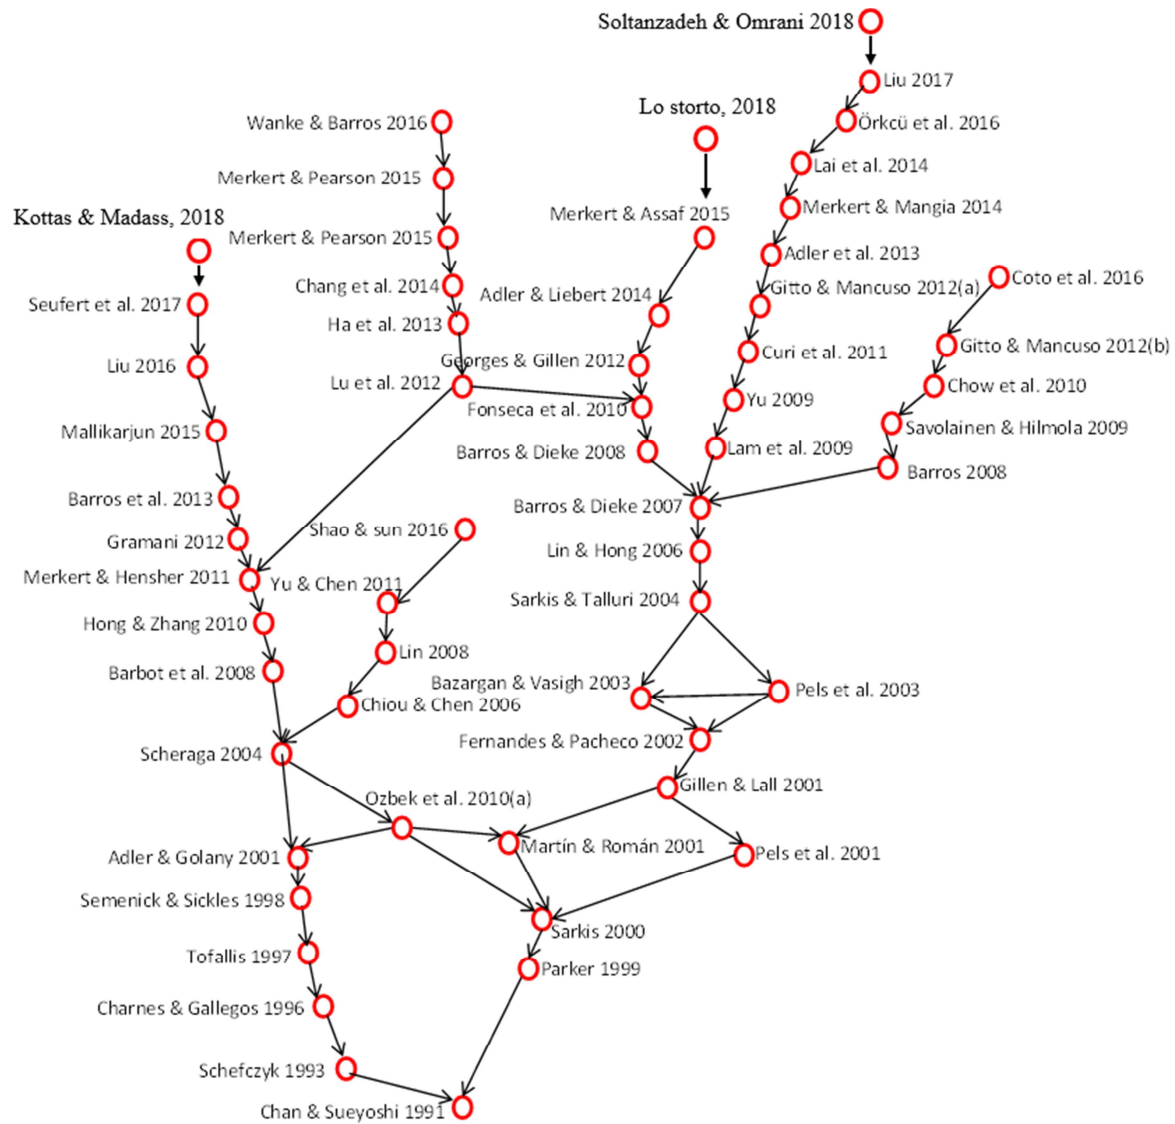 Soltanzadeh & Omrani 2018
Liu 2017
Lo storto, 2018
Wanke & Barros 2016
Örkcü et al. 2016
Lai et al. 2014
Merkert & Pearson 2015
Merkert & Mangia 2014
Kottas & Madass, 2018
Merkert & Assaf 2015
Merkert & Pearson 2015
Adler et al. 2013
Coto et al. 2016
Chang et al. 2014
Gitto & Mancuso 2012(a)
Adler & Liebert 2014
Seufert et al. 2017
Ha et al. 2013
Gitto & Mancuso 2012(b)
Curi et al. 2011
Georges & Gillen 2012
Liu 2016
Lu et al. 2012
Chow et al. 2010
Yu 2009
Fonseca et al. 2010
Savolainen & Hilmola 2009
Mallikarjun 2015
Lam et al. 2009
Barros & Dieke 2008
Barros 2008
Barros et al. 2013
Barros & Dieke 2007
Shao & sun 2016
Gramani 2012
Lin & Hong 2006
Merkert & Hensher 2011
Yu & Chen 2011
Sarkis & Talluri 2004
Hong & Zhang 2010
Lin 2008
Barbot et al. 2008
Bazargan & Vasigh 2003
Pels et al. 2003
Chiou & Chen 2006
Fernandes & Pacheco 2002
Scheraga 2004
Gillen & Lall 2001
Ozbek et al. 2010(a)
Martín & Román 2001
Pels et al. 2001
Adler & Golany 2001
Semenick & Sickles 1998
Sarkis 2000
Tofallis 1997
Parker 1999
Charnes & Gallegos 1996
Schefczyk 1993
Chan & Sueyoshi 1991